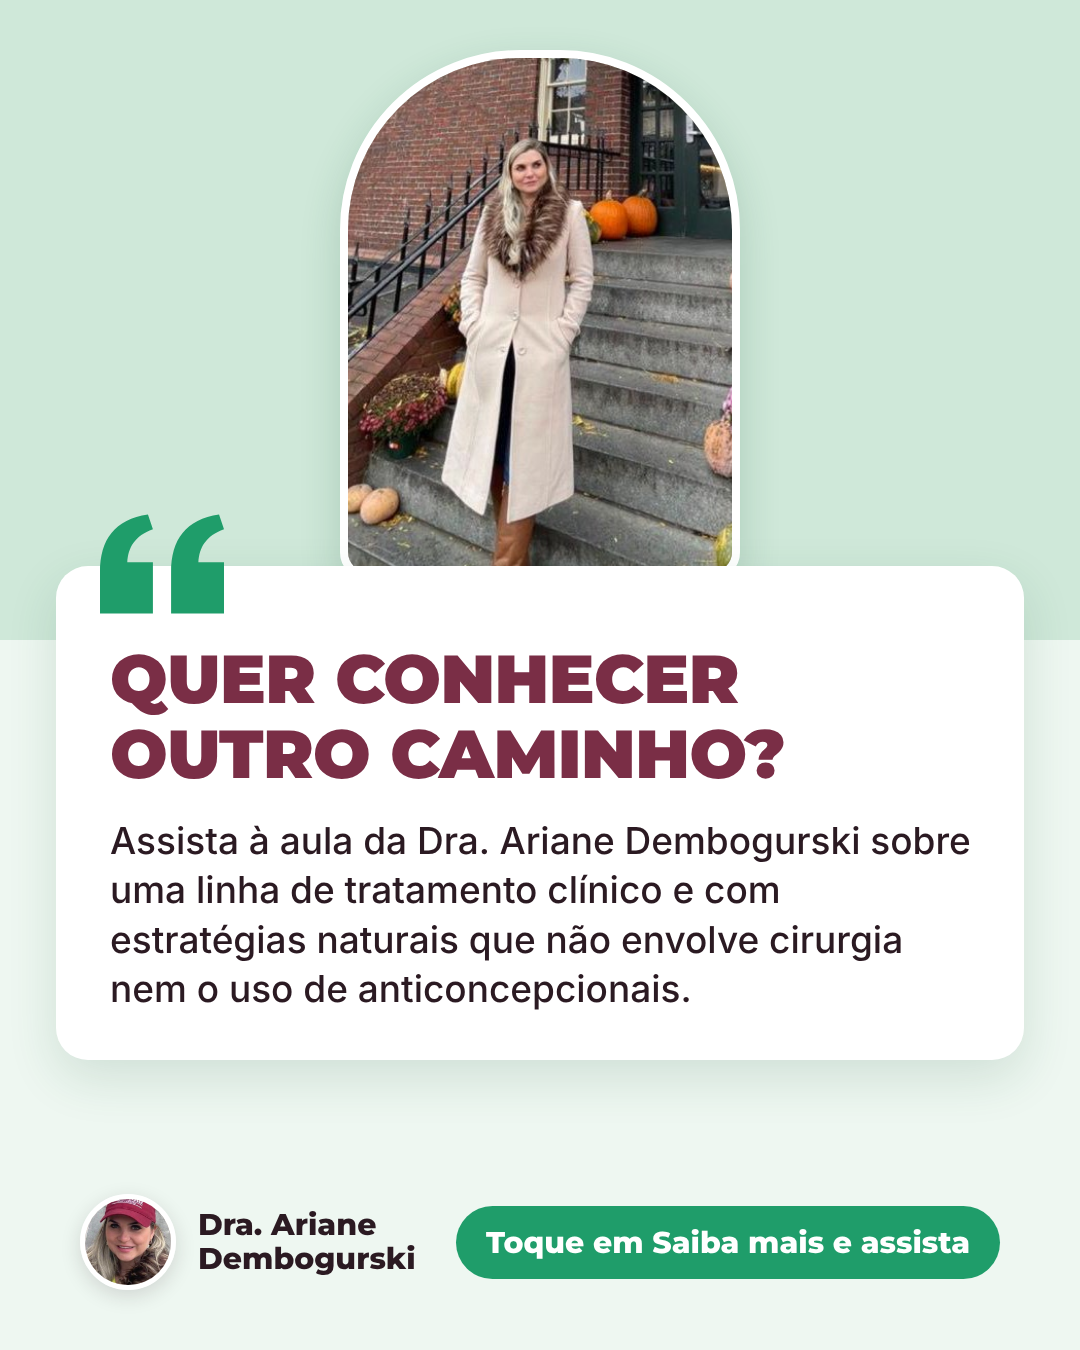 QUER CONHECER
OUTRO CAMINHO?
Assista à aula da Dra. Ariane Dembogurski sobre
uma linha de tratamento clínico e com
estratégias naturais que não envolve cirurgia
nem o uso de anticoncepcionais.
Dra. Ariane
Dembogurski
Toque em Saiba mais e assista